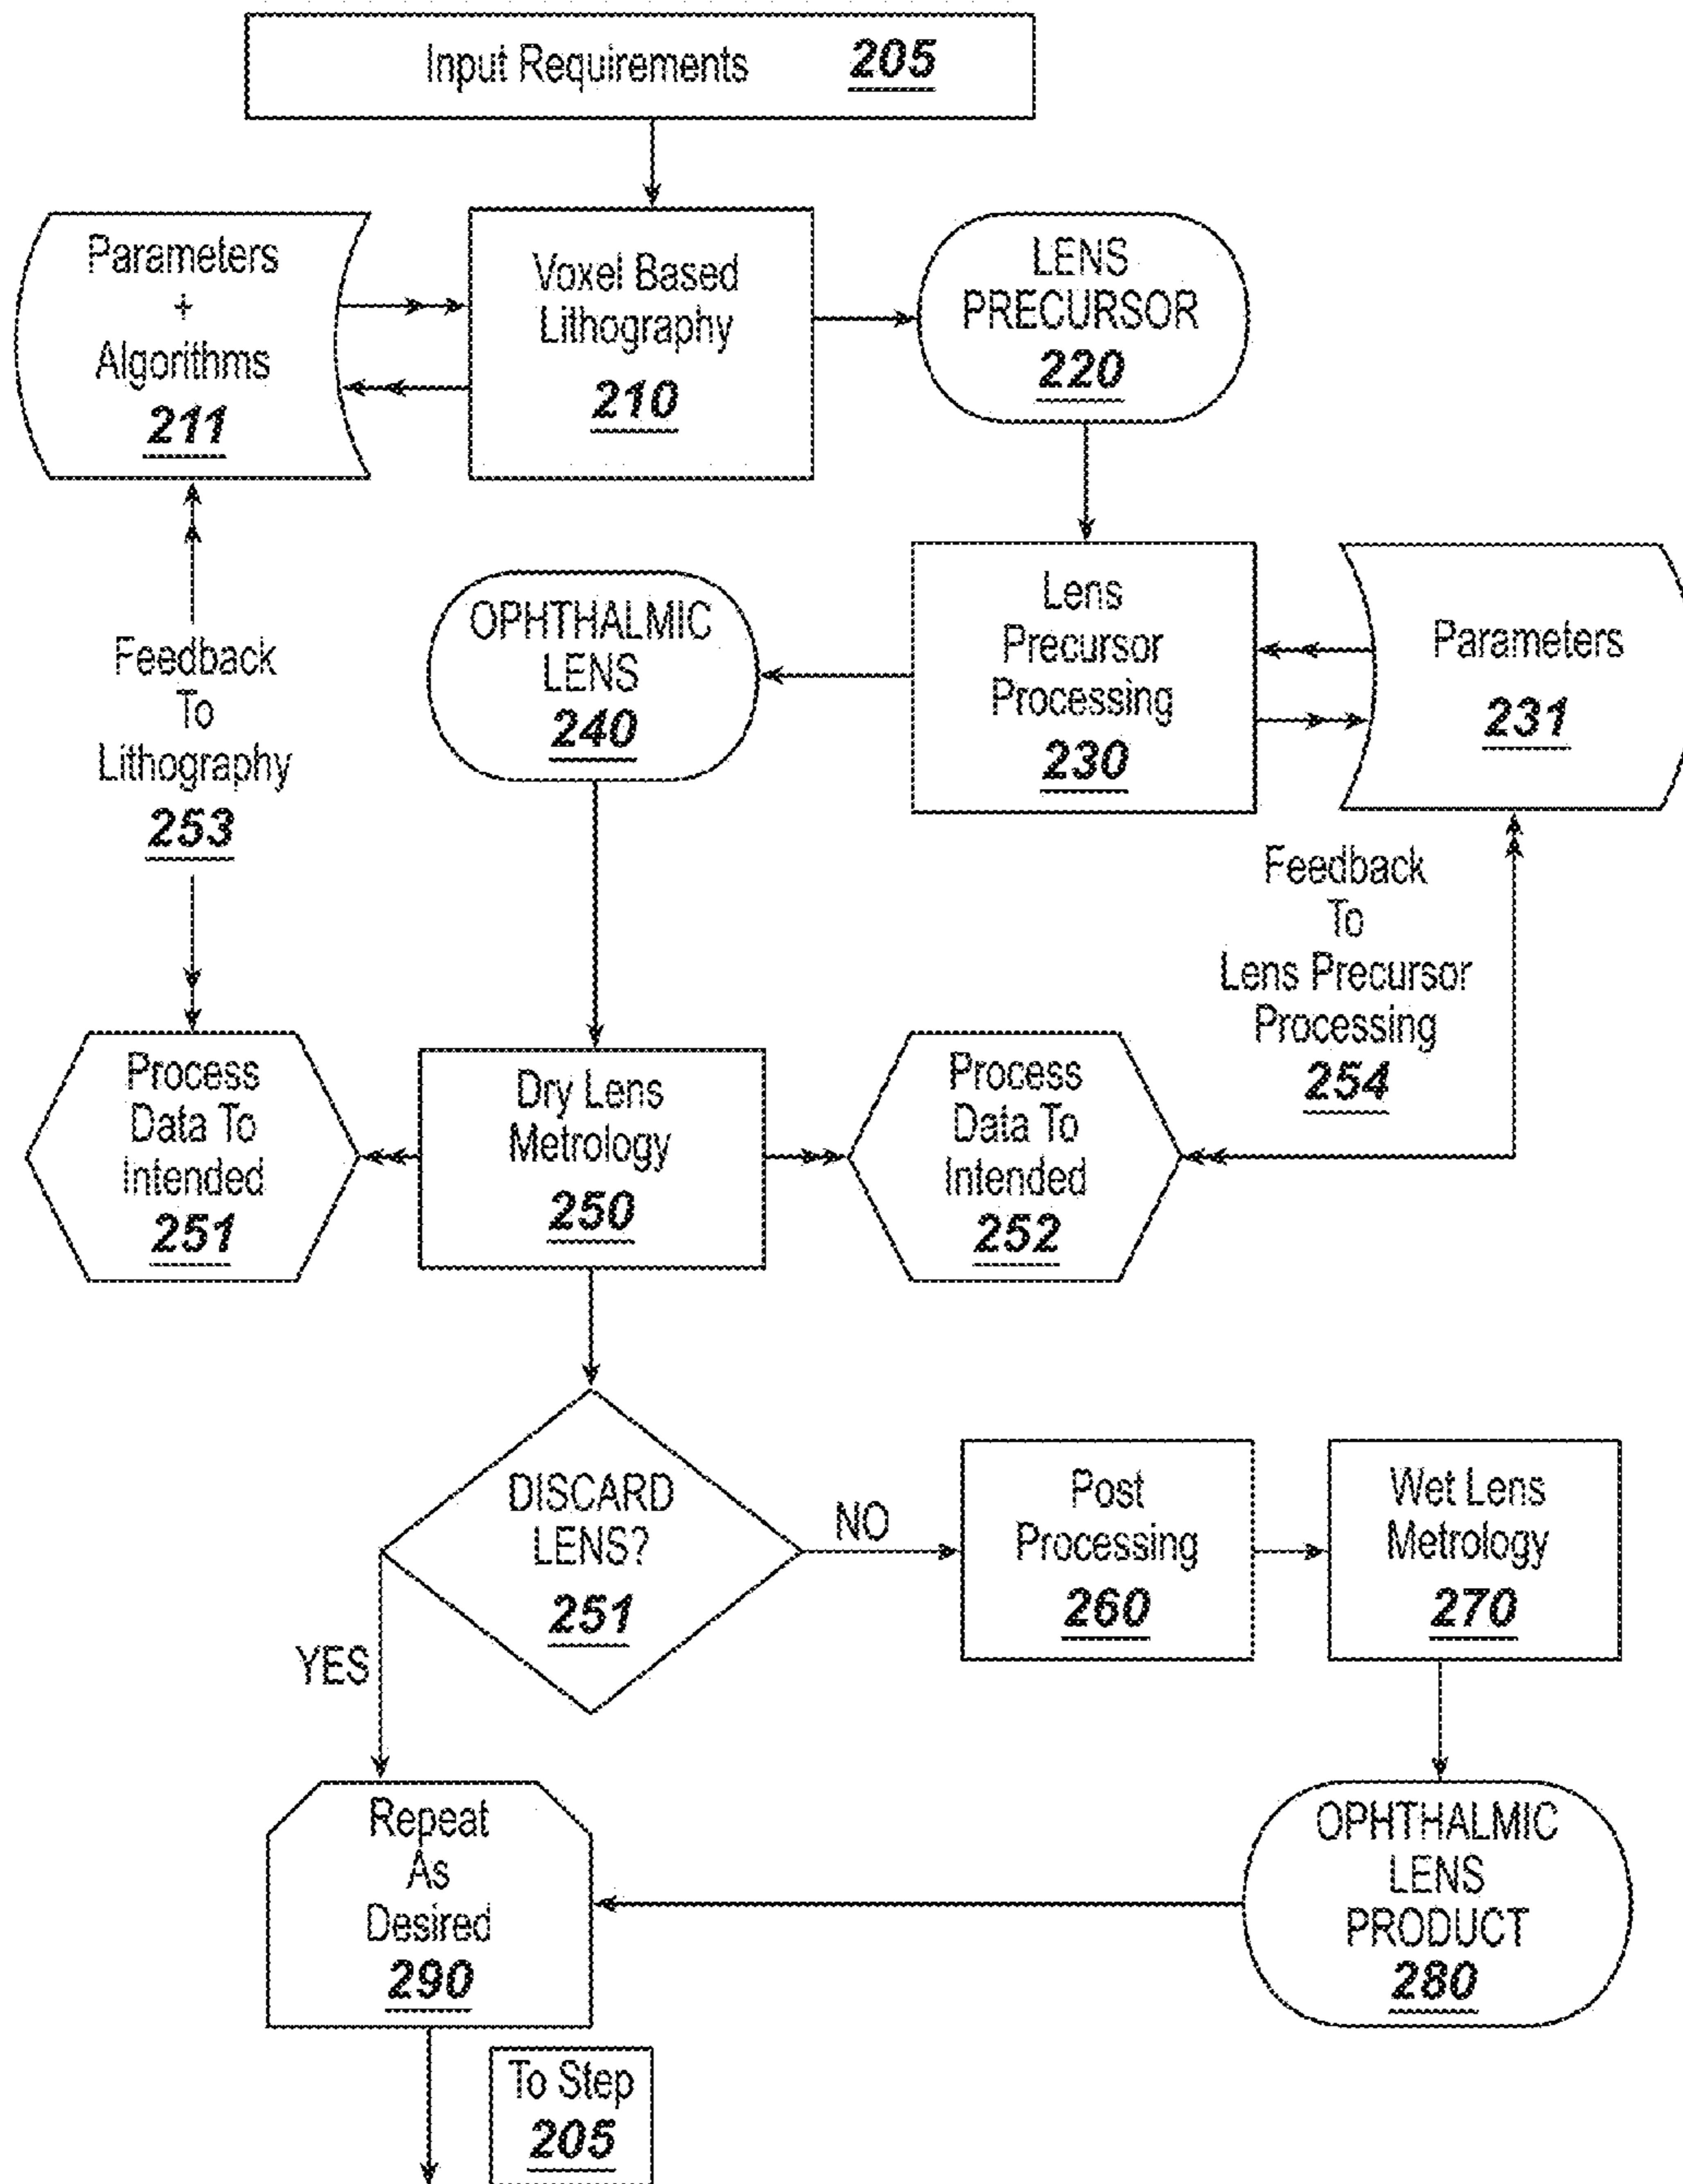 Input Requirements 205
Parameters
+
Algorithms
211
Voxel Based
Lithography
210
LENS
PRECURSOR
220
OPHTHALMIC
LENS
240
Lens
Precursor
Processing
230
Parameters
231
Feedback
To
Lithography
253
Feedback
To
Lens Precursor
Processing
254
Process
Data To
Intended
251
Dry Lens
Metrology
250
Process
Data To
Intended
252
DISCARD
LENS?
251
NO
YES
Post
Processing
260
Wet Lens
Metrology
270
Repeat
As
Desired
290
OPHTHALMIC
LENS
PRODUCT
280
To Step
205